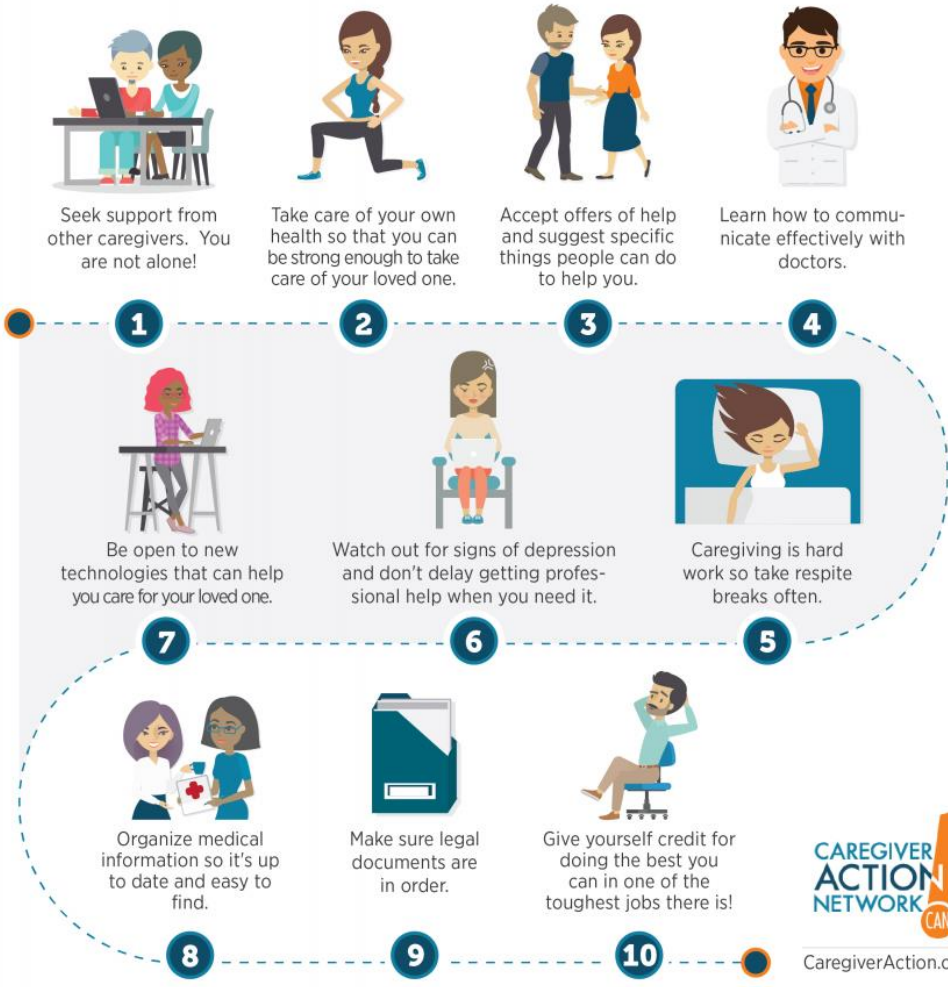 Seek support from
other caregivers. You
are not alone!
1
Take care of your own
health so that you can
be strong enough to take
care of your loved one.
2
Accept offers of help
and suggest specific
things people can do
to help you.
3
Learn how to commu-
nicate effectively with
doctors.
4
Caregiving is hard
work so take respite
breaks often.
5
Watch out for signs of depression
and don't delay getting profes-
sional help when you need it.
6
Be open to new
technologies that can help
you care for your loved one.
7
Organize medical
information so it's up
to date and easy to
find.
8
Make sure legal
documents are
in order.
9
Give yourself credit for
doing the best you
can in one of the
toughest jobs there is!
10
CAREGIVER
ACTION
NETWORK
CAN
CaregiverAction.o